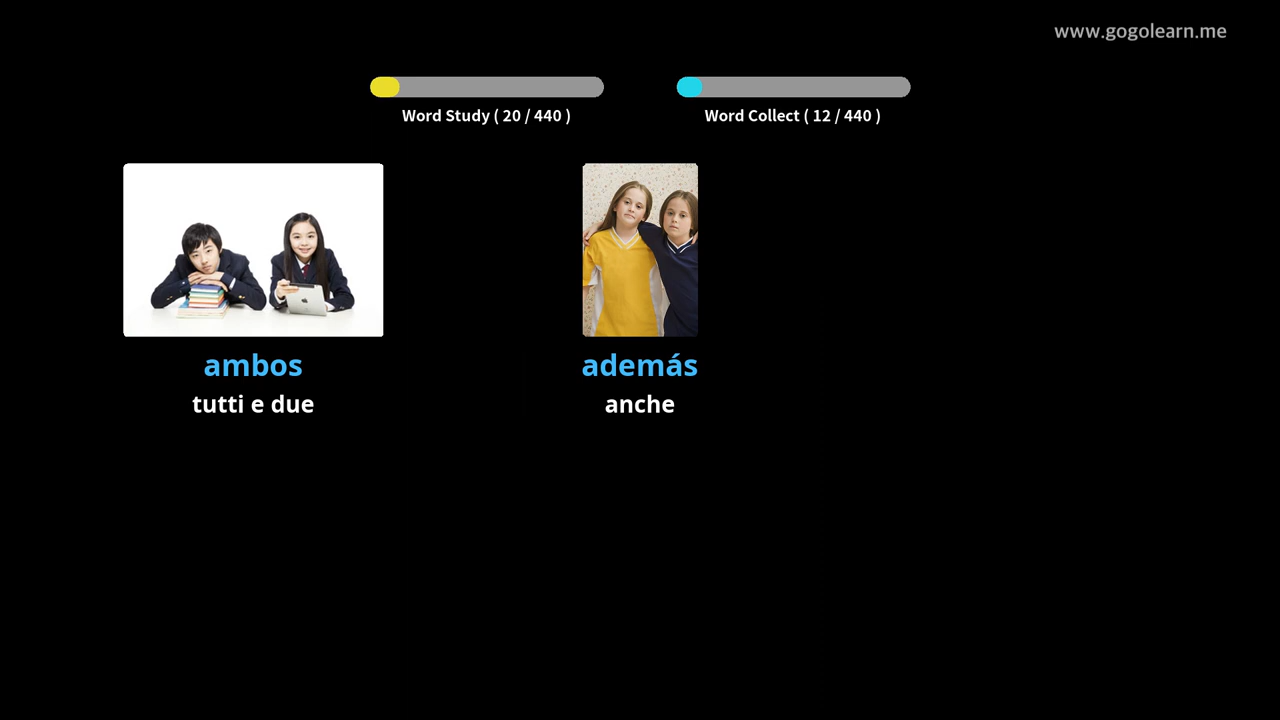 www.gogolearn.me
Word Study ( 20 / 440 )
Word Collect ( 12 / 440 )
ambos
tutti e due
además
anche